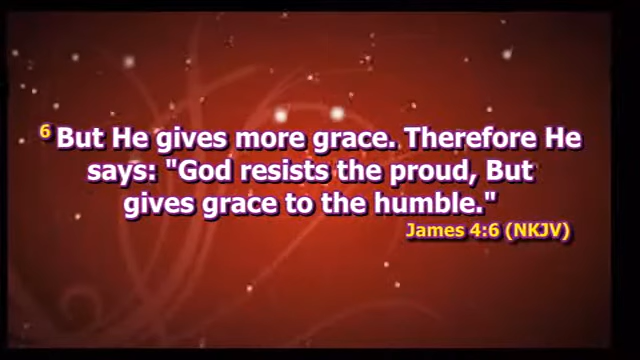 6 But He gives more grace. Therefore He
says: "God resists the proud, But
gives grace to the humble."
James 4:6 (NKJV)